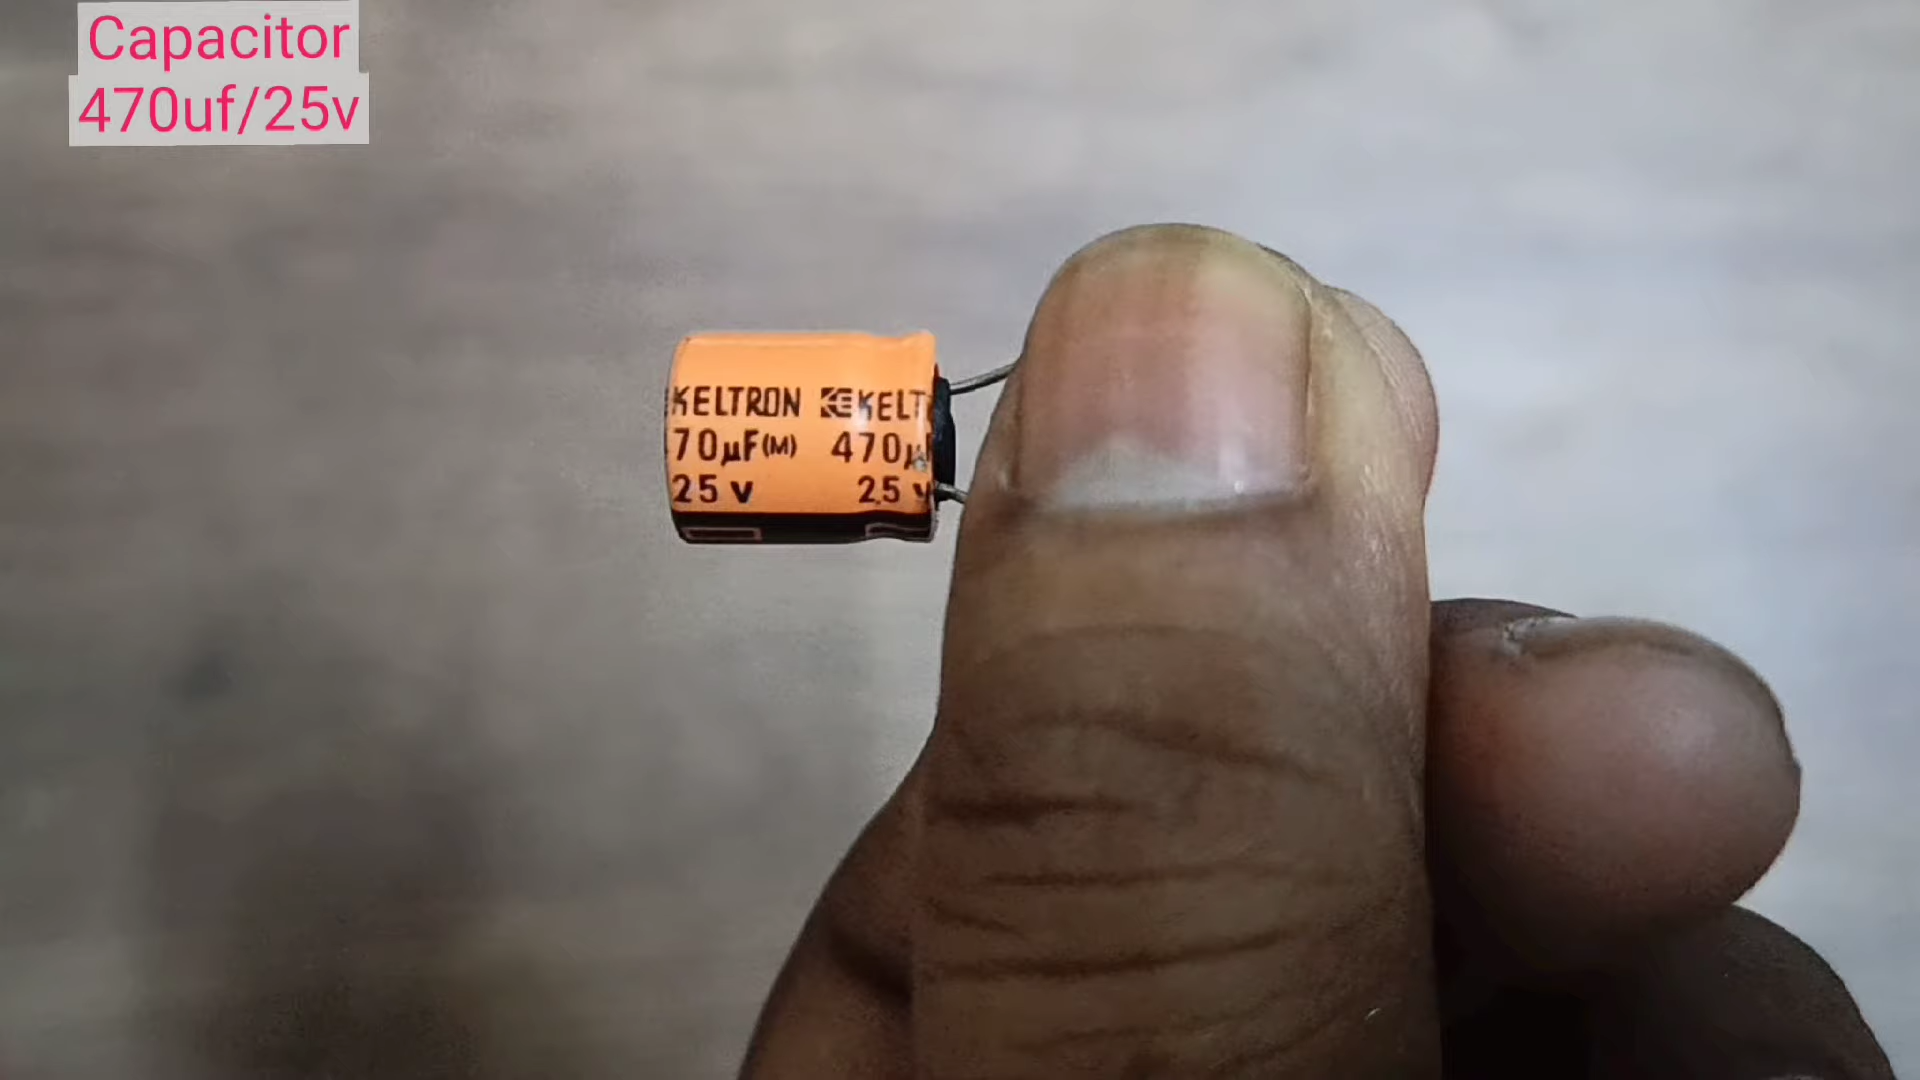 Capacitor
470uf/25v
KELTRON KELT
70µF(M) 470µ
25 v 25 v